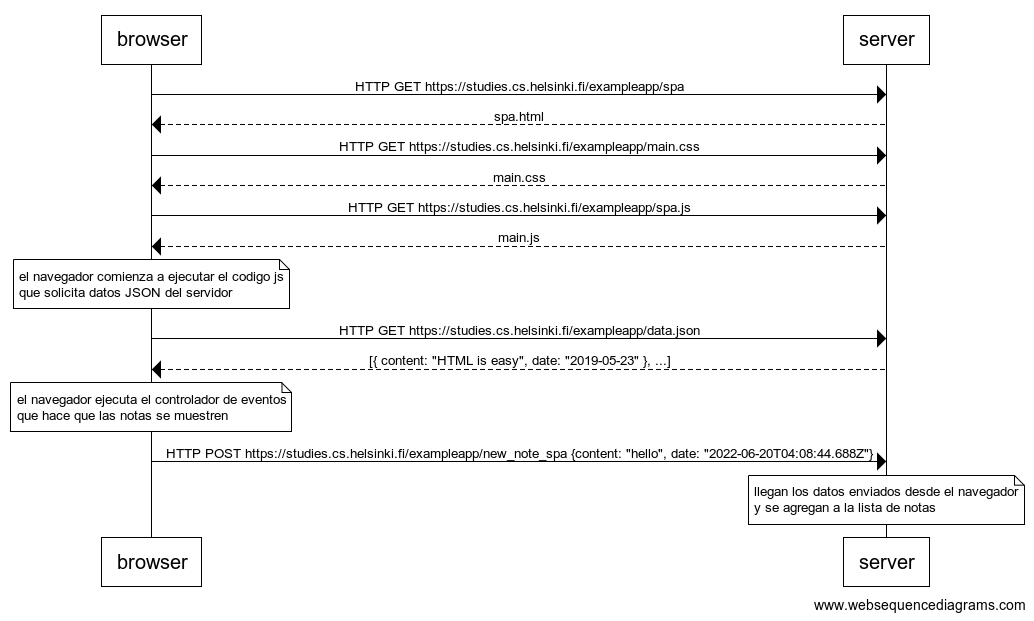 browser
server
HTTP GET https://studies.cs.helsinki.fi/exampleapp/spa
spa.html
HTTP GET https://studies.cs.helsinki.fi/exampleapp/main.css
main.css
HTTP GET https://studies.cs.helsinki.fi/exampleapp/spa.js
main.js
el navegador comienza a ejecutar el codigo js
que solicita datos JSON del servidor
HTTP GET https://studies.cs.helsinki.fi/exampleapp/data.json
[{ content: "HTML is easy", date: "2019-05-23" }, ...]
el navegador ejecuta el controlador de eventos
que hace que las notas se muestren
HTTP POST https://studies.cs.helsinki.fi/exampleapp/new_note_spa {content: "hello", date: "2022-06-20T04:08:44.688Z"}
llegan los datos enviados desde el navegador
y se agregan a la lista de notas
browser
server
www.websequencediagrams.com